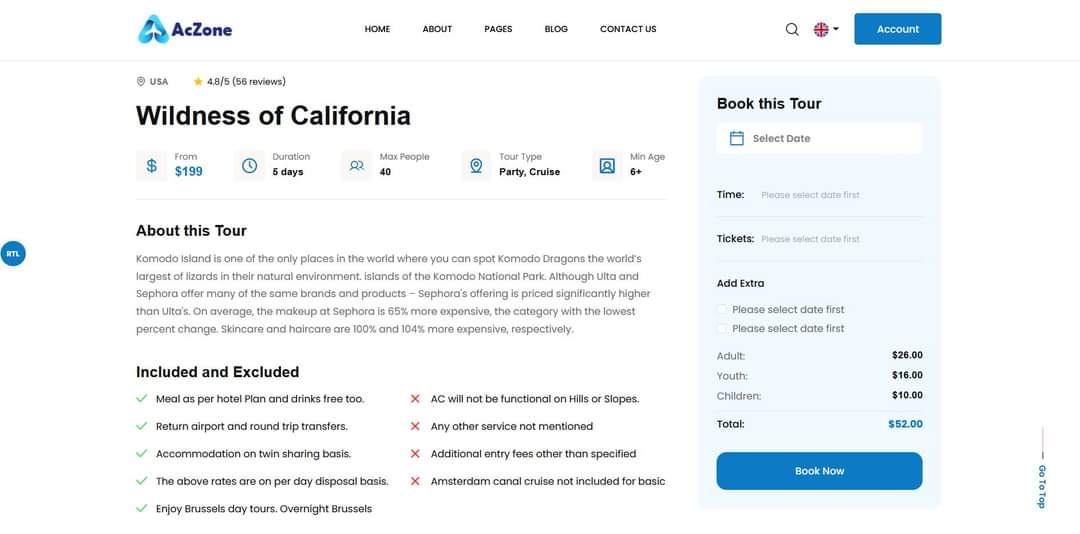 AcZone
HOME ABOUT PAGES BLOG CONTACT US
Account
USA 4.8/5 (56 reviews)
Wildness of California
From
$199
Duration
5 days
Max People
40
Tour Type
Party, Cruise
Min Age
6+
RTL
About this Tour
Komodo Island is one of the only places in the world where you can spot Komodo Dragons the world's
largest of lizards in their natural environment. islands of the Komodo National Park. Although Ulta and
Sephora offer many of the same brands and products – Sephora's offering is priced significantly higher
than Ulta's. On average, the makeup at Sephora is 65% more expensive, the category with the lowest
percent change. Skincare and haircare are 100% and 104% more expensive, respectively.
Included and Excluded
Meal as per hotel Plan and drinks free too.
Return airport and round trip transfers.
Accommodation on twin sharing basis.
The above rates are on per day disposal basis.
Enjoy Brussels day tours. Overnight Brussels
AC will not be functional on Hills or Slopes.
Any other service not mentioned
Additional entry fees other than specified
Amsterdam canal cruise not included for basic
Book this Tour
Select Date
Time: Please select date first
Tickets: Please select date first
Add Extra
Please select date first
Please select date first
Adult: $26.00
Youth: $16.00
Children: $10.00
Total: $52.00
Book Now
Go To Top